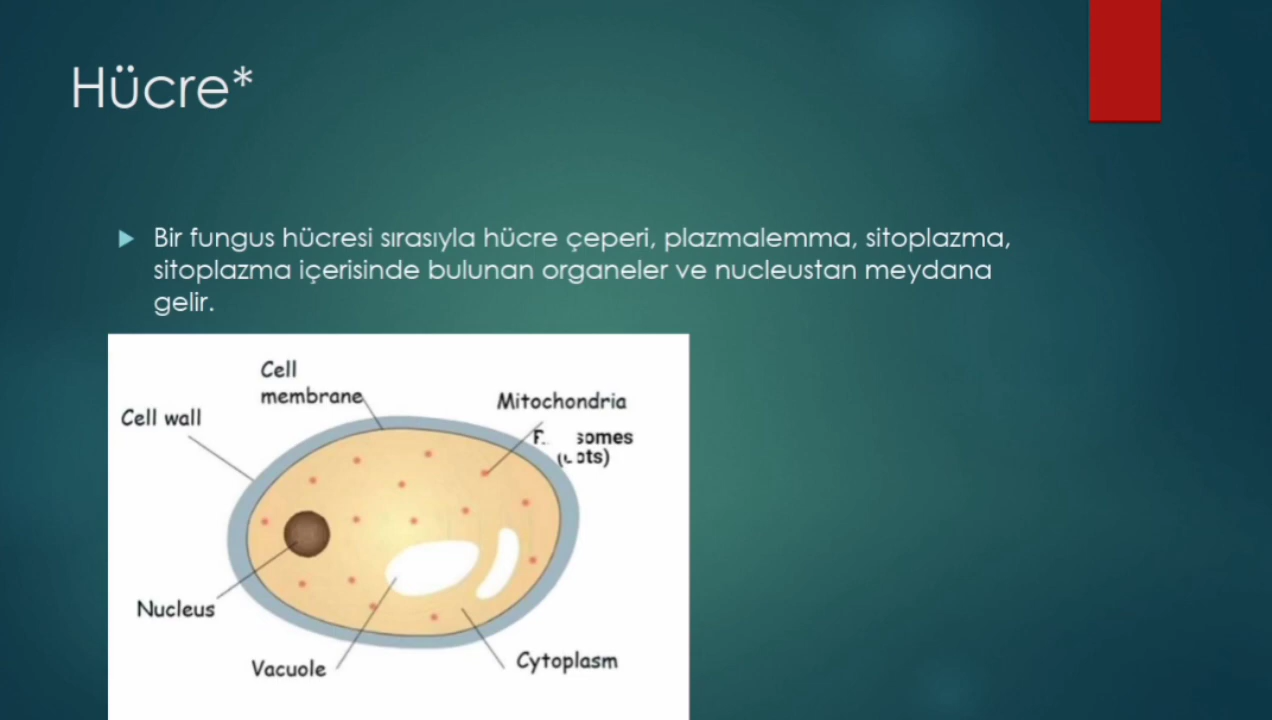 Hücre*
Bir fungus hücresi sırasıyla hücre çeperi, plazmalemma, sitoplazma,
sitoplazma içerisinde bulunan organeler ve nucleustan meydana
gelir.
Cell
membrane
Cell wall
Mitochondria
Nucleus
Vacuole
Cytoplasm